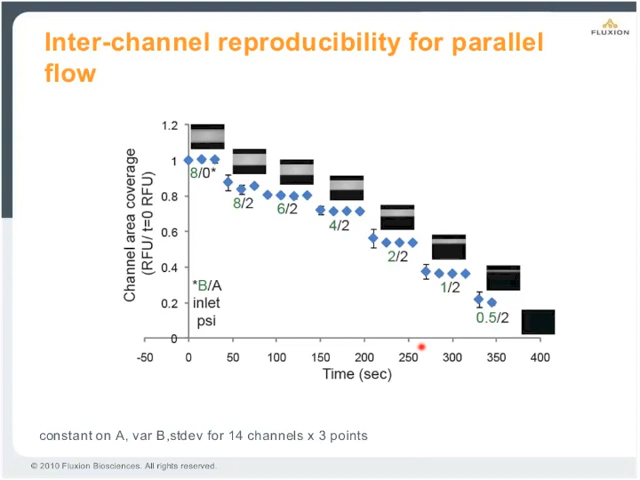 FLUXION
Inter-channel reproducibility for parallel
flow
Channel area coverage
(RFU/ t=0 RFU)
1.2
1
0.8
0.6
0.4
0.2
0
8/0*
8/2
6/2
4/2
2/2
1/2
0.5/2
*B/A
inlet
psi
-50 0 50 100 150 200 250 300 350 400
Time (sec)
constant on A, var B,stdev for 14 channels x 3 points
© 2010 Fluxion Biosciences. All rights reserved.